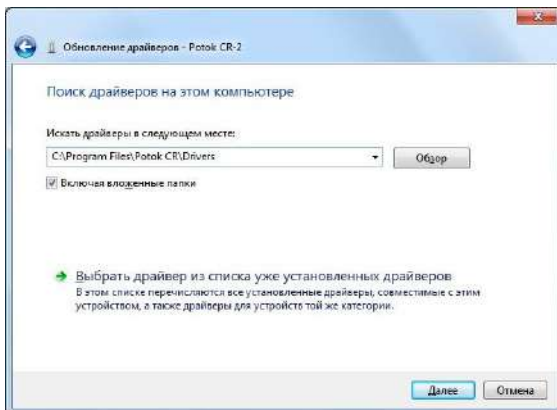 Обновление драйверов - Potok CR-2
Поиск драйверов на этом компьютере
Искать драйверы в следующем месте:
C:\Program Files\Potok CR\Drivers
Обзор
Включая вложенные папки
Выбрать драйвер из списка уже установленных драйверов
В этом списке перечисляются все установленные драйверы, совместимые с этим
устройством, а также драйверы для устройств той же категории.
Далее
Отмена